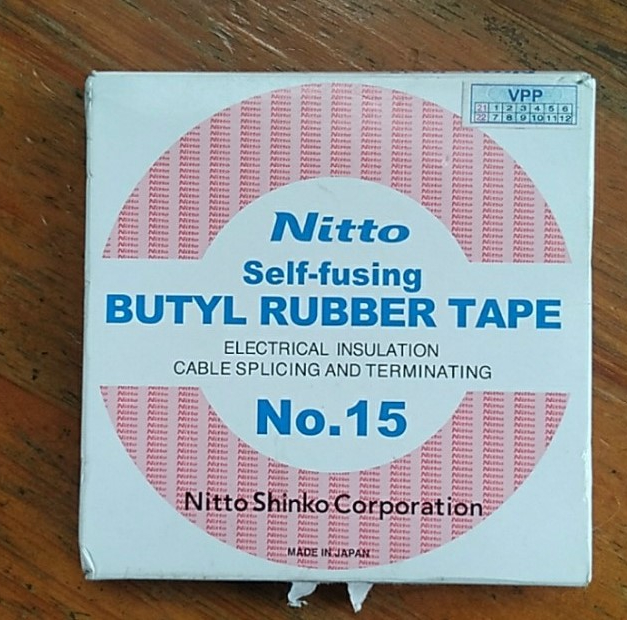 VPP
21 1 2 3 4 5 6
22 7 8 9 10 11 12
Nitto
Self-fusing
BUTYL RUBBER TAPE
ELECTRICAL INSULATION
CABLE SPLICING AND TERMINATING
No.15
Nitto Shinko Corporation
MADE IN JAPAN